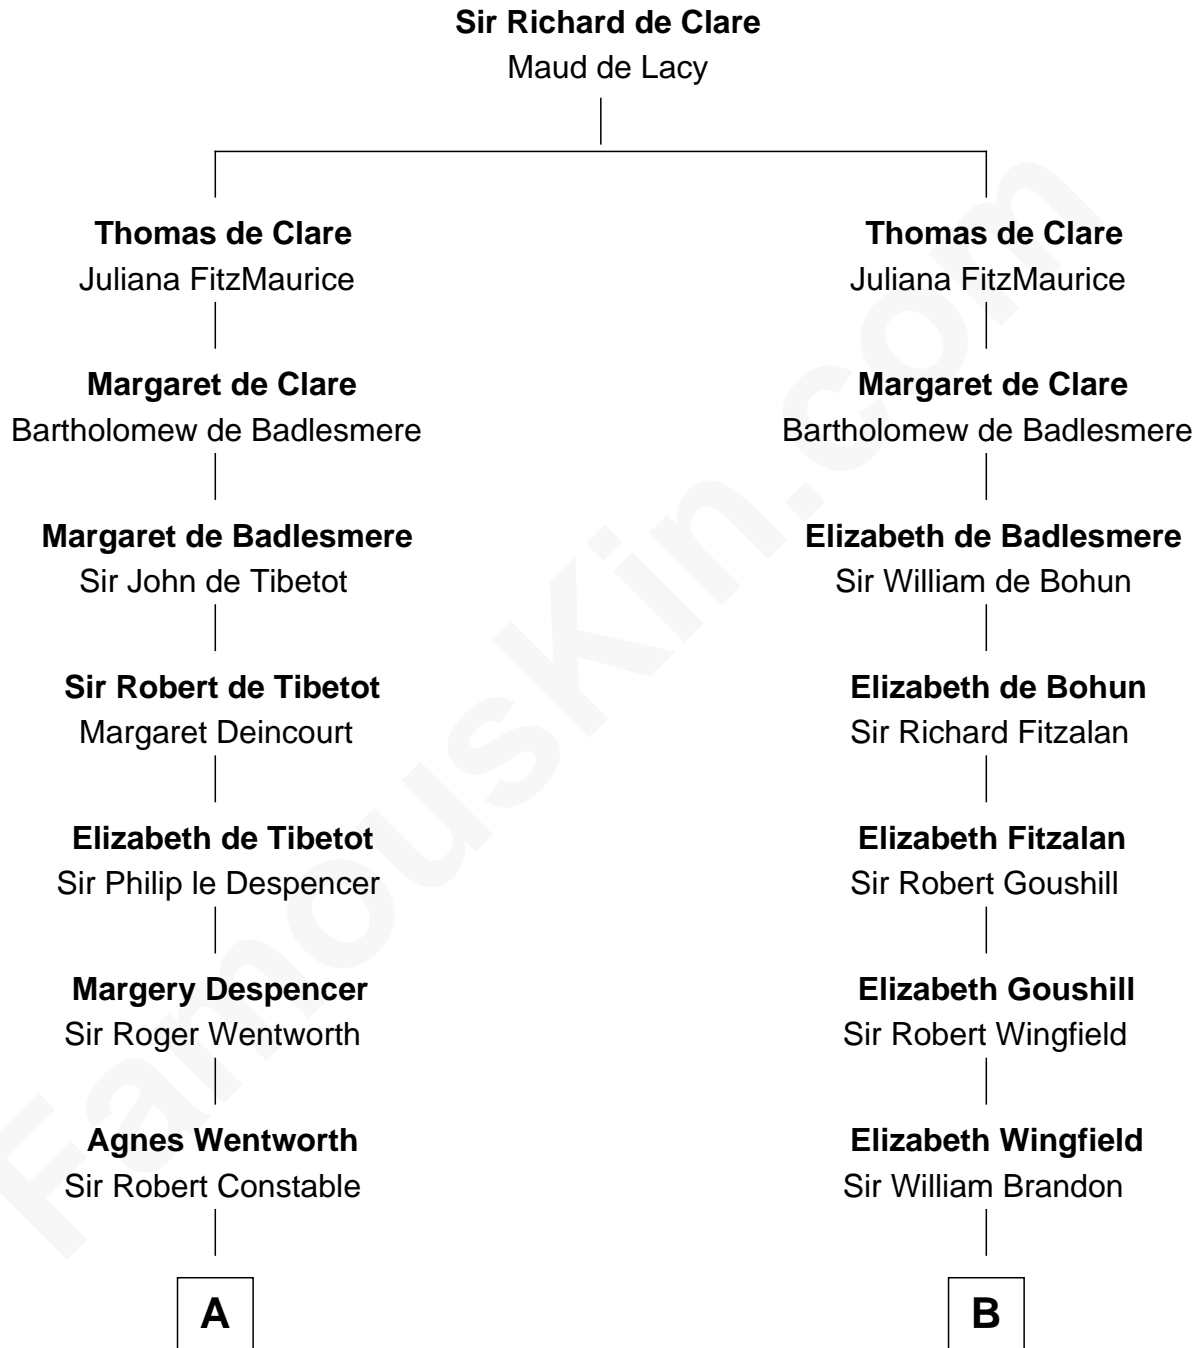 Sir Richard de Clare
Maud de Lacy
Thomas de Clare
Juliana FitzMaurice
Margaret de Clare
Bartholomew de Badlesmere
Margaret de Badlesmere
Sir John de Tibetot
Sir Robert de Tibetot
Margaret Deincourt
Elizabeth de Tibetot
Sir Philip le Despencer
Margery Despencer
Sir Roger Wentworth
Agnes Wentworth
Sir Robert Constable
A
Thomas de Clare
Juliana FitzMaurice
Margaret de Clare
Bartholomew de Badlesmere
Elizabeth de Badlesmere
Sir William de Bohun
Elizabeth de Bohun
Sir Richard Fitzalan
Elizabeth Fitzalan
Sir Robert Goushill
Elizabeth Goushill
Sir Robert Wingfield
Elizabeth Wingfield
Sir William Brandon
B
FamousKin.com